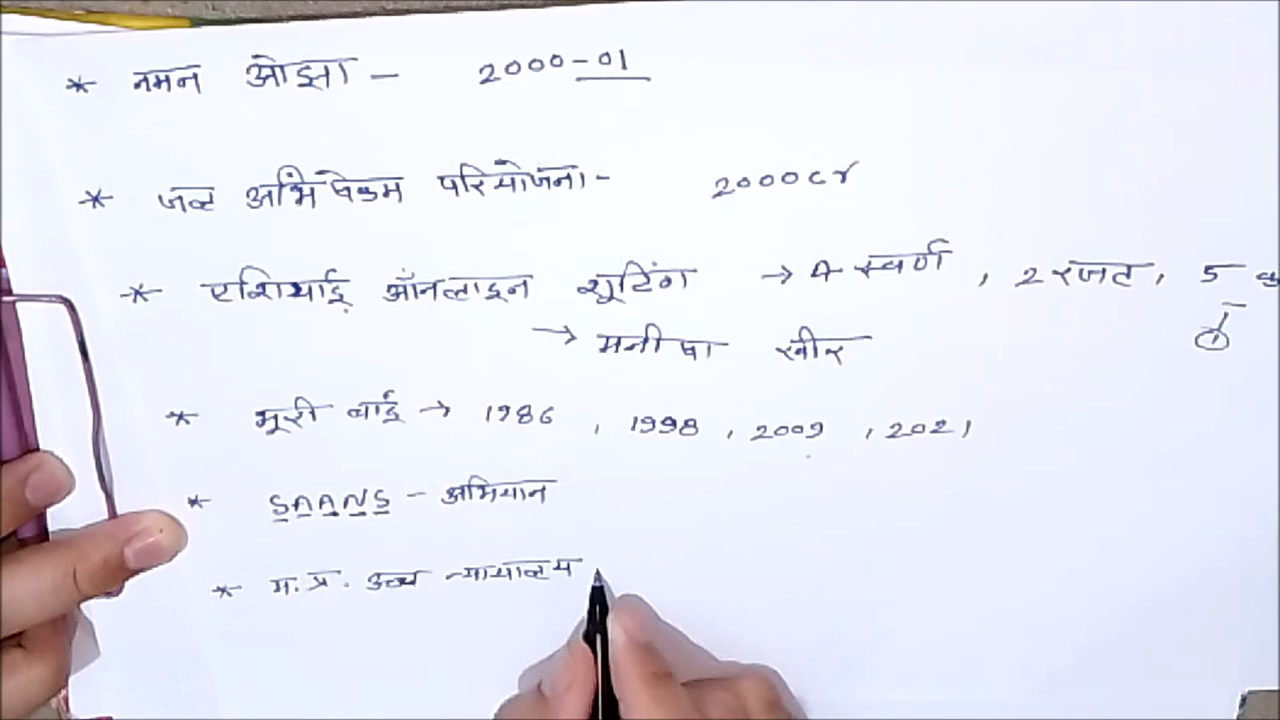 * नमन ओझा - 2000-01
* जल अभिषेकम परियोजना - 2000cr
* एशियाई ऑनलाइन शूटिंग → 4 स्वर्ण , 2 रजत , 5
→ मनीषा खीर
* भूरी बाई → 1986 , 1998 , 2009 , 2021
* SAANS - अभियान
* म.प्र. उच्च न्यायालय